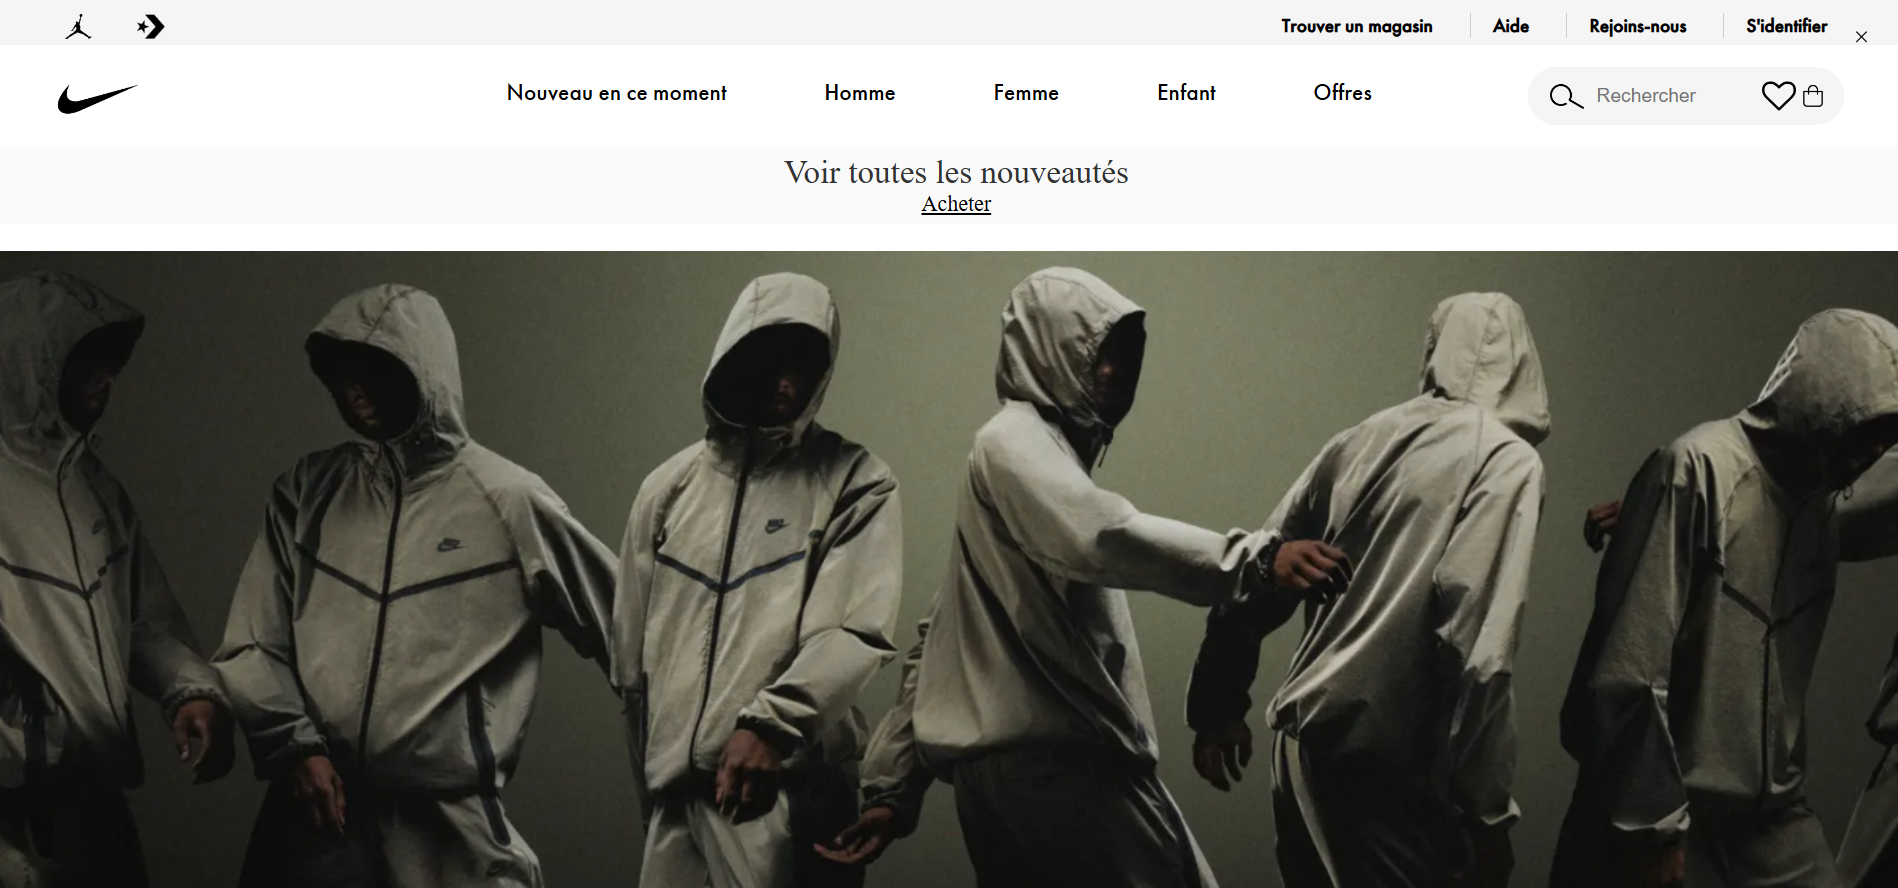 Trouver un magasin
Aide
Rejoins-nous
S'identifier
Nouveau en ce moment
Homme
Femme
Enfant
Offres
Rechercher
Voir toutes les nouveautés
Acheter